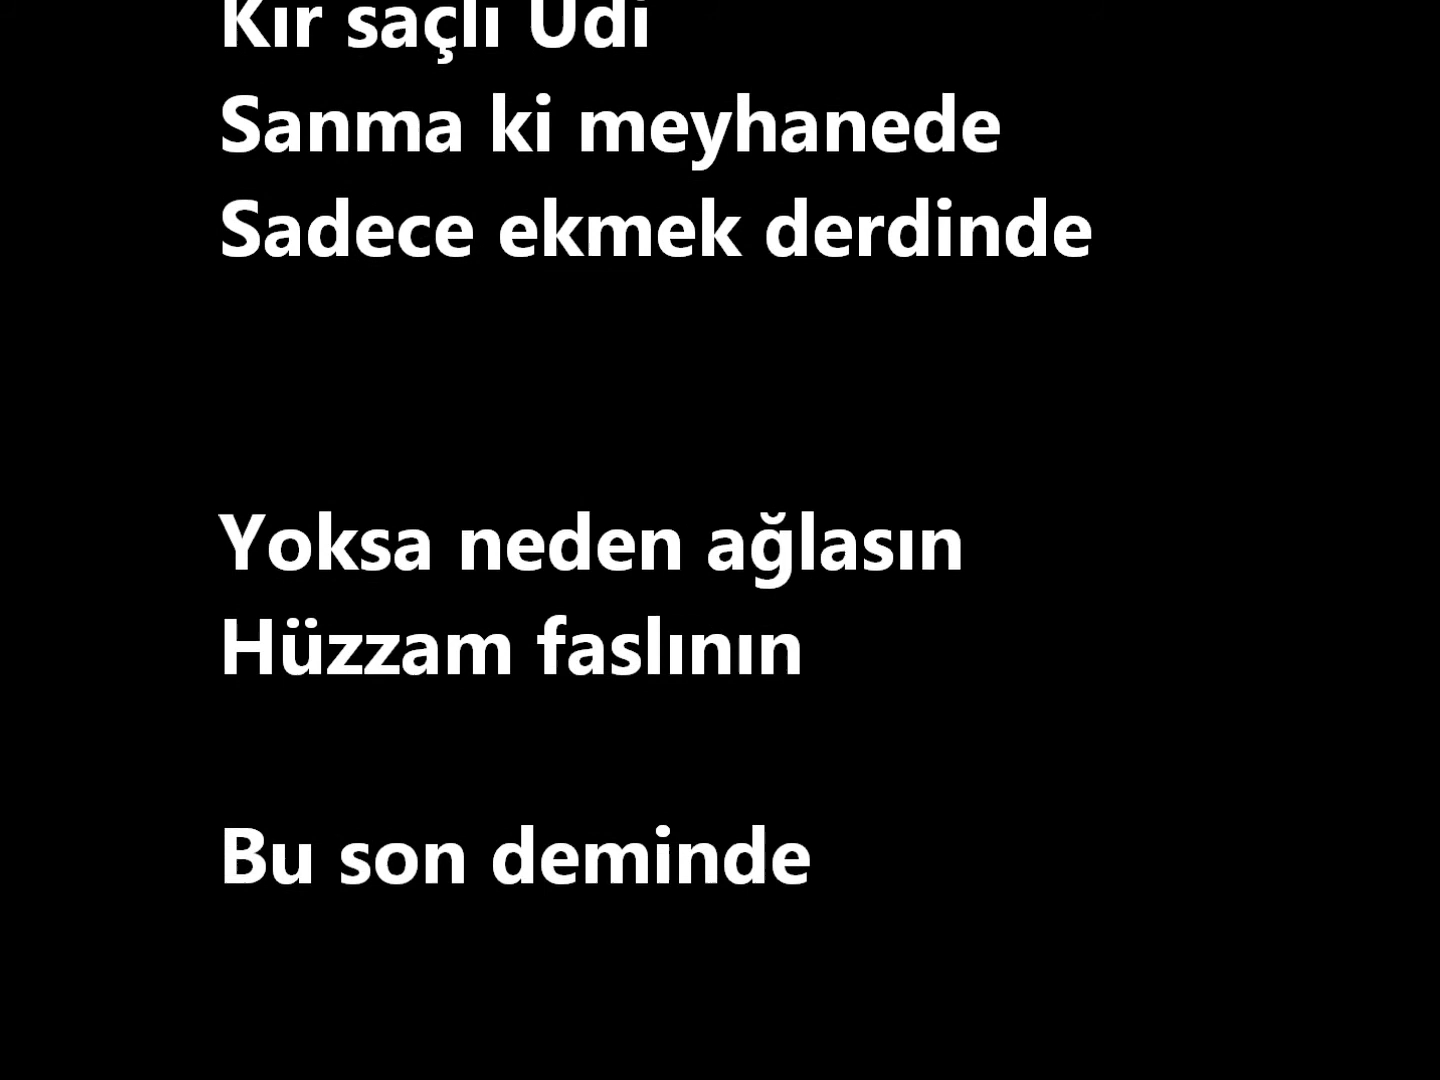 Kır saçlı Udi
Sanma ki meyhanede
Sadece ekmek derdinde
Yoksa neden ağlasın
Hüzzam faslının
Bu son deminde